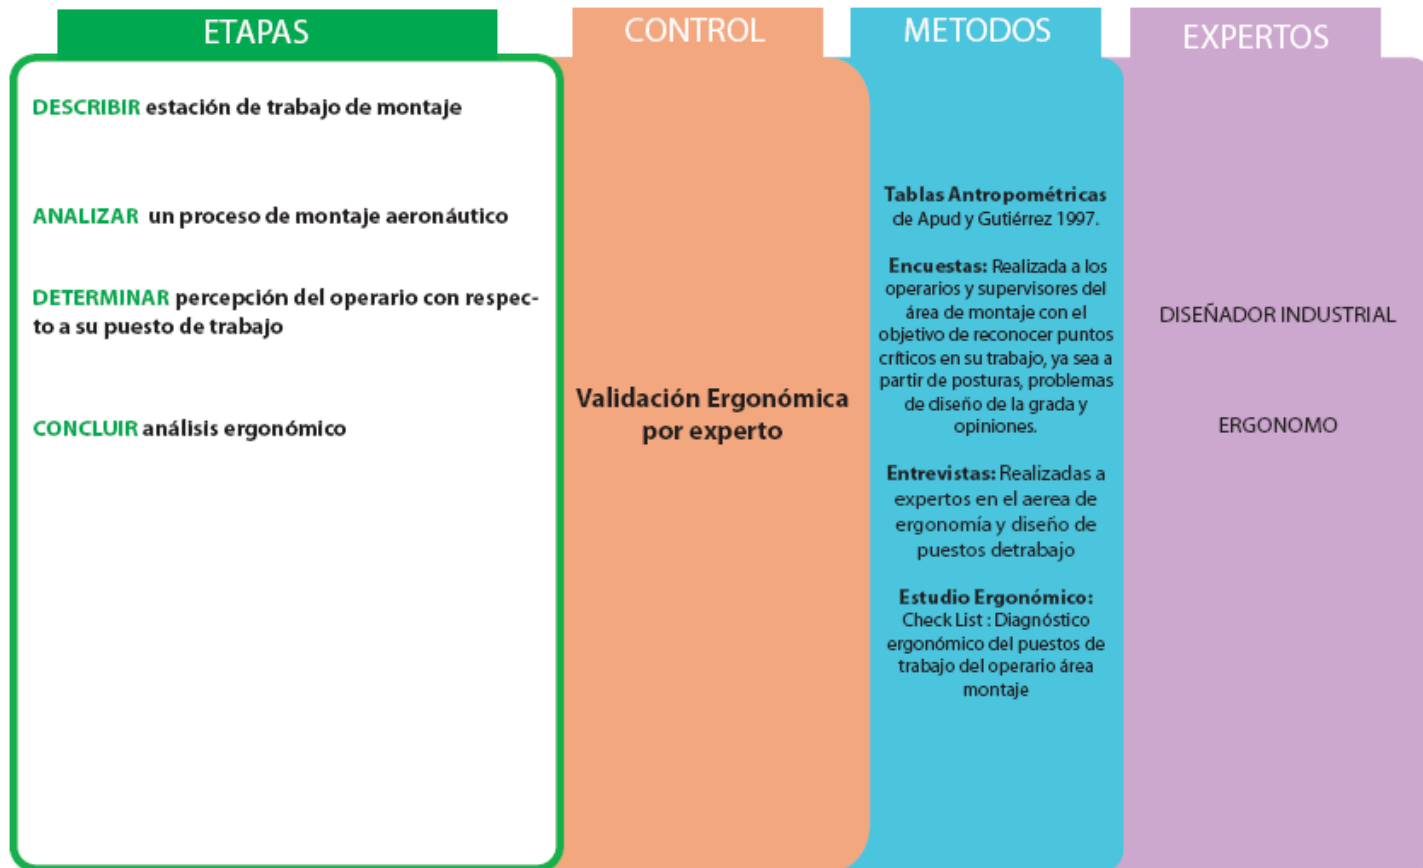 ETAPAS
DESCRIBIR estación de trabajo de montaje
ANALIZAR un proceso de montaje aeronáutico
DETERMINAR percepción del operario con respec-
to a su puesto de trabajo
CONCLUIR análisis ergonómico
CONTROL
Validación Ergonómica
por experto
METODOS
Tablas Antropométricas
de Apud y Gutiérrez 1997.
Encuestas: Realizada a los
operarios y supervisores del
área de montaje con el
objetivo de reconocer puntos
críticos en su trabajo, ya sea a
partir de posturas, problemas
de diseño de la grada y
opiniones.
Entrevistas: Realizadas a
expertos en el aerea de
ergonomía y diseño de
puestos detrabajo
Estudio Ergonómico:
Check List : Diagnóstico
ergonómico del puestos de
trabajo del operario área
montaje
EXPERTOS
DISEÑADOR INDUSTRIAL
ERGONOMO